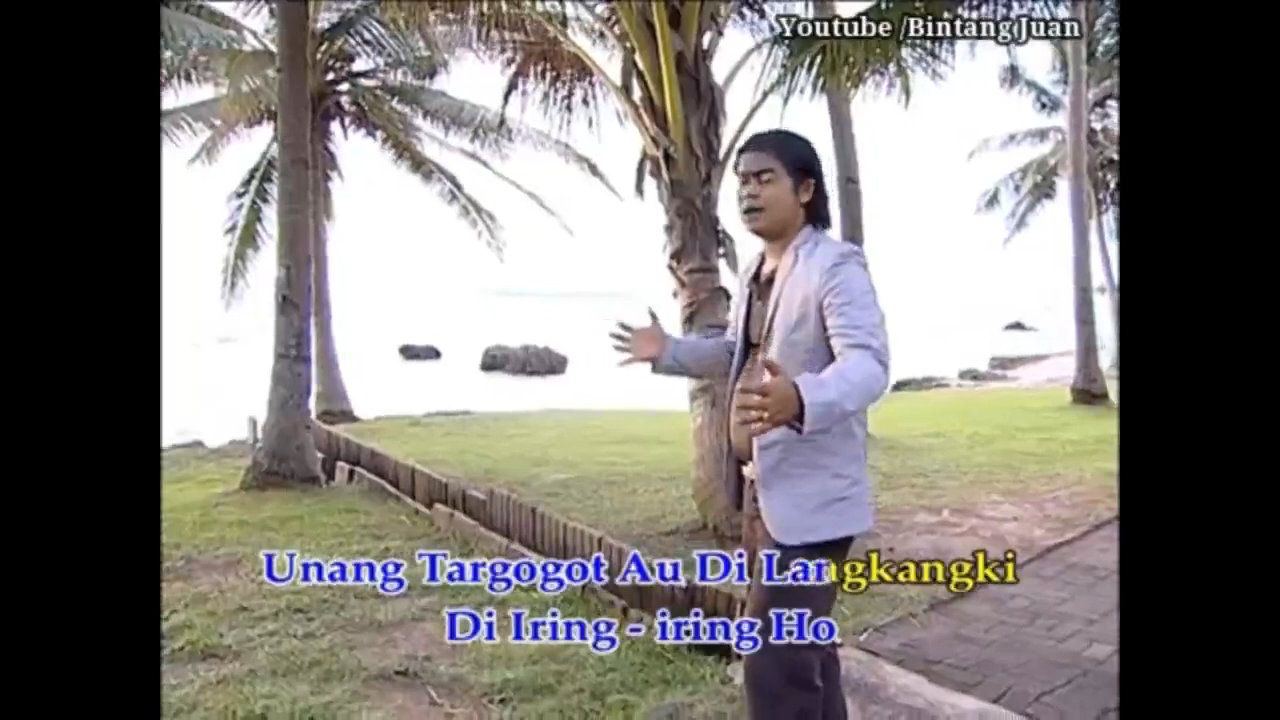 Youtube /Bintang Juan
Unang Targogot Au Di Langkangki
Di Iring - iring Ho